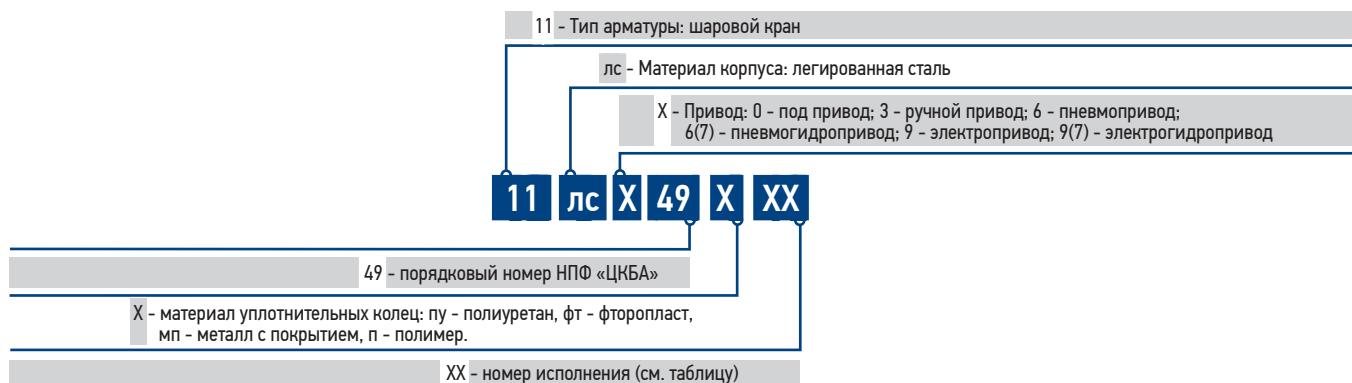 11 - Тип арматуры: шаровой кран
лс - Материал корпуса: легированная сталь
Х - Привод: 0 - под привод; 3 - ручной привод; 6 - пневмопривод;
6(7) - пневмогидропривод; 9 - электропривод; 9(7) - электрогидропривод
11 лс Х 49 Х ХХ
49 - порядковый номер НПФ «ЦКБА»
Х - материал уплотнительных колец: пу - полиуретан, фт - фторопласт,
мп - металл с покрытием, п - полимер.
ХХ - номер исполнения (см. таблицу)